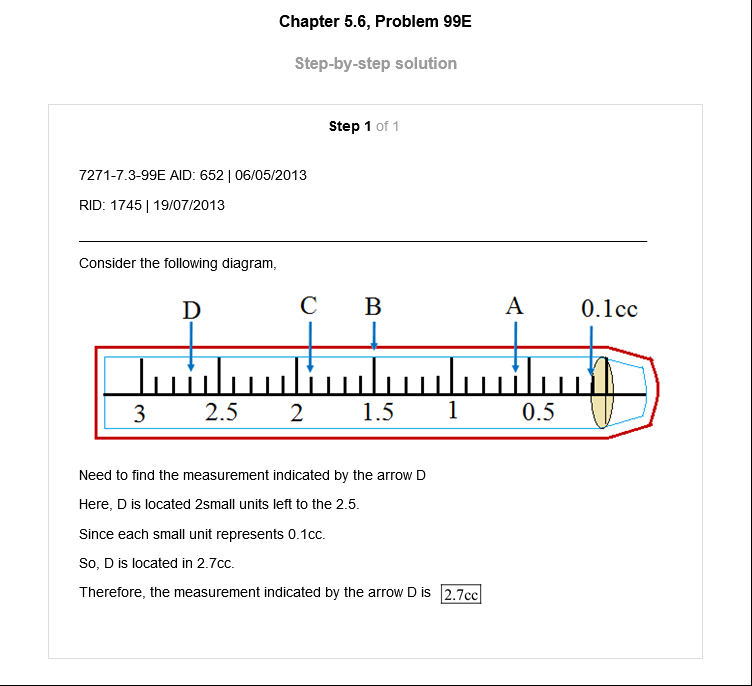 Chapter 5.6, Problem 99E
Step-by-step solution
Step 1 of 1
7271-7.3-99E AID: 652 | 06/05/2013
RID: 1745 | 19/07/2013
Consider the following diagram,
D C B A 0.1cc
3 2.5 2 1.5 1 0.5
Need to find the measurement indicated by the arrow D
Here, D is located 2small units left to the 2.5.
Since each small unit represents 0.1cc.
So, D is located in 2.7cc.
Therefore, the measurement indicated by the arrow D is 2.7cc